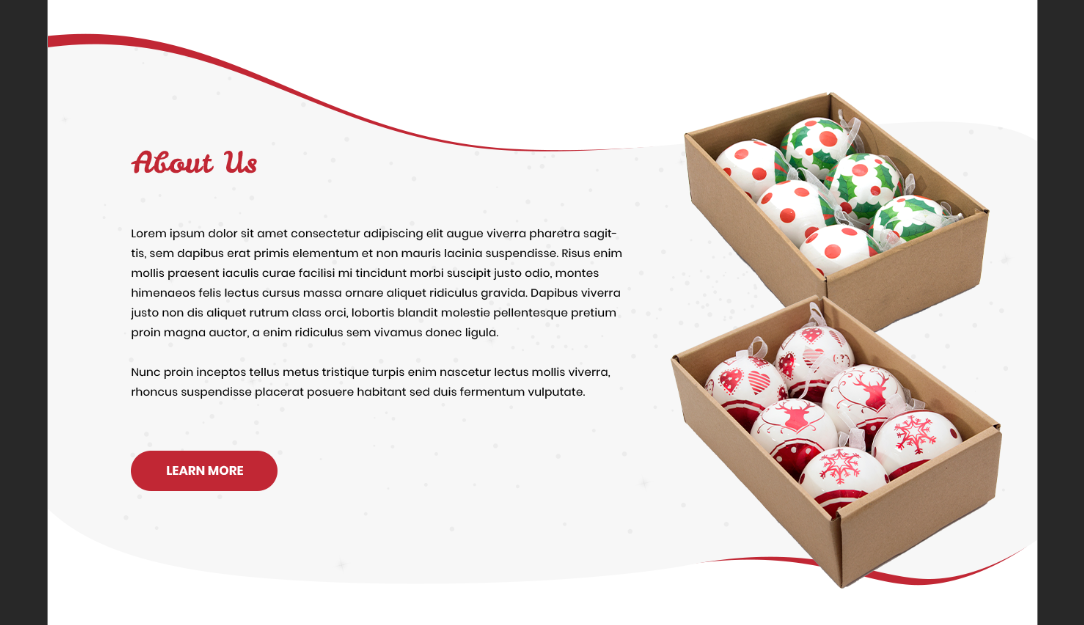 About Us
Lorem ipsum dolor sit amet consectetur adipiscing elit augue viverra pharetra sagit-
tis, sem dapibus erat primis elementum et non mauris lacinia suspendisse. Risus enim
mollis praesent iaculis curae facilisi mi tincidunt morbi suscipit justo odio, montes
himenaeos felis lectus cursus massa ornare aliquet ridiculus gravida. Dapibus viverra
justo non dis aliquet rutrum class orci, lobortis blandit molestie pellentesque pretium
proin magna auctor, a enim ridiculus sem vivamus donec ligula.
Nunc proin inceptos tellus metus tristique turpis enim nascetur lectus mollis viverra,
rhoncus suspendisse placerat posuere habitant sed duis fermentum vulputate.
LEARN MORE